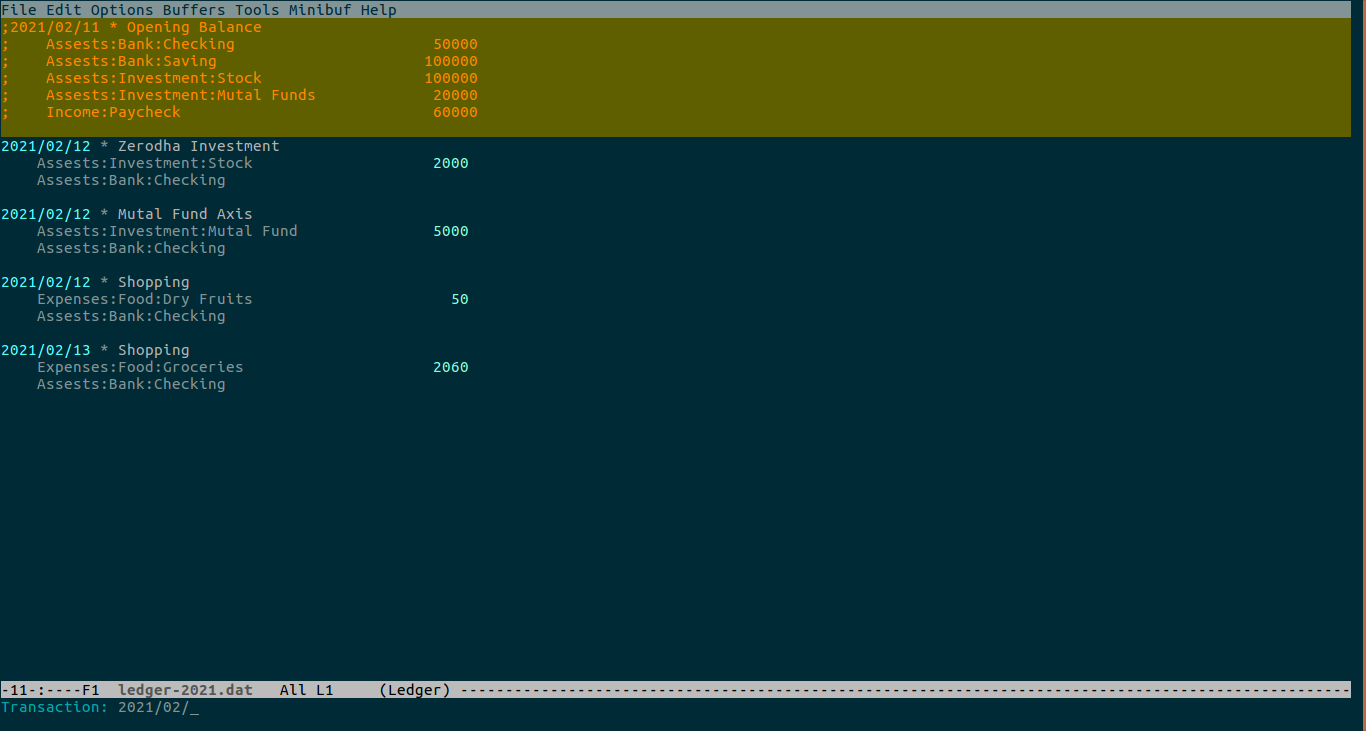 File Edit Options Buffers Tools Minibuf Help
;2021/02/11 * Opening Balance
;    Assests:Bank:Checking                      50000
;    Assests:Bank:Saving                       100000
;    Assests:Investment:Stock                  100000
;    Assests:Investment:Mutal Funds             20000
;    Income:Paycheck                            60000
2021/02/12 * Zerodha Investment
    Assests:Investment:Stock                    2000
    Assests:Bank:Checking
2021/02/12 * Mutal Fund Axis
    Assests:Investment:Mutal Fund               5000
    Assests:Bank:Checking
2021/02/12 * Shopping
    Expenses:Food:Dry Fruits                      50
    Assests:Bank:Checking
2021/02/13 * Shopping
    Expenses:Food:Groceries                     2060
    Assests:Bank:Checking
-11-:----F1  ledger-2021.dat   All L1     (Ledger) ---------------------------------------------------------------------------------------------------
Transaction: 2021/02/_